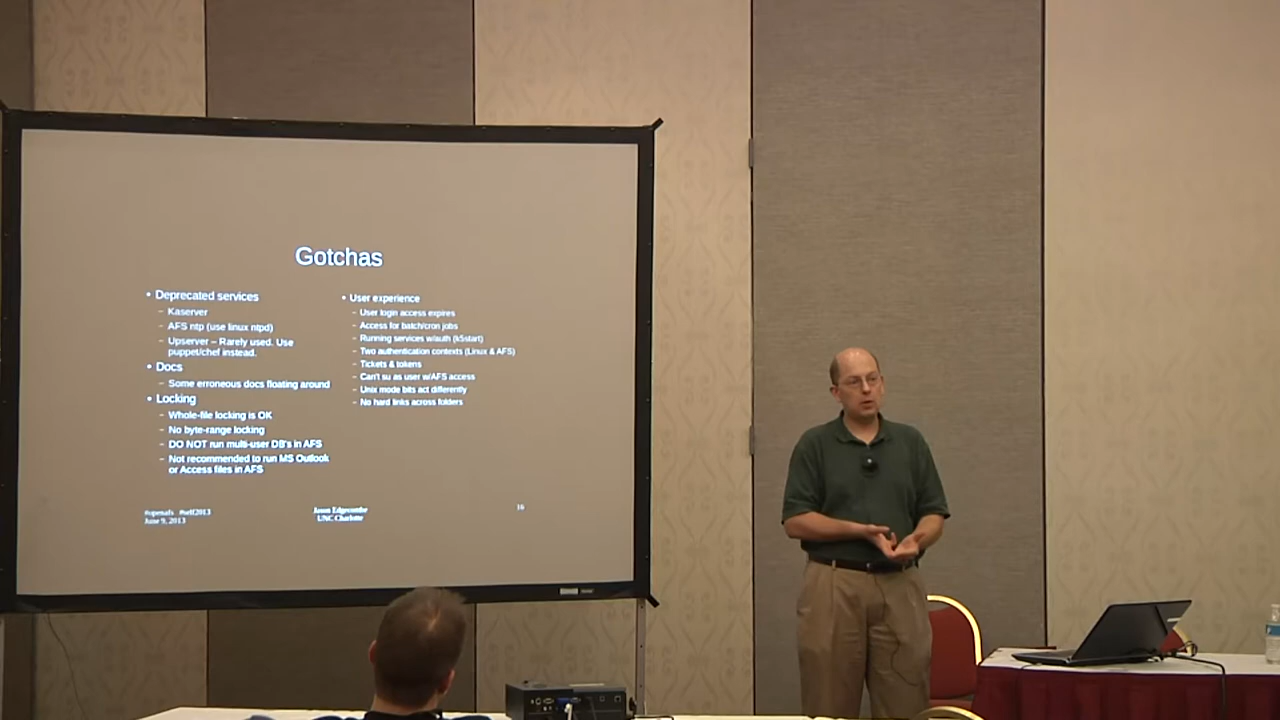 Gotchas
• Deprecated services
– Kaserver
– AFS ntp (use linux ntpd)
– Upserver – Rarely used. Use
puppet/chef instead.
• Docs
– Some erroneous docs floating around
• Locking
– Whole-file locking is OK
– No byte-range locking
– DO NOT run multi-user DB's in AFS
– Not recommended to run MS Outlook
or Access files in AFS
• User experience
– User login access expires
– Access for batch/cron jobs
– Running services w/auth (k5start)
– Two authentication contexts (Linux & AFS)
– Tickets & tokens
– Can't su as user w/AFS access
– Unix mode bits act differently
– No hard links across folders
#openafs #self2013
June 9, 2013
Jason Edgecombe
UNC Charlotte
16